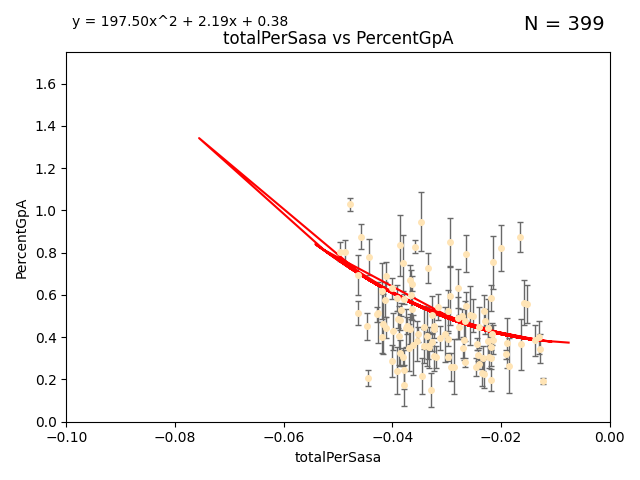 y = 197.50x^2 + 2.19x + 0.38
N = 399
totalPerSasa vs PercentGpA
PercentGpA
1.6
1.4
1.2
1.0
0.8
0.6
0.4
0.2
0.0
−0.10 −0.08 −0.06 −0.04 −0.02 0.00
totalPerSasa